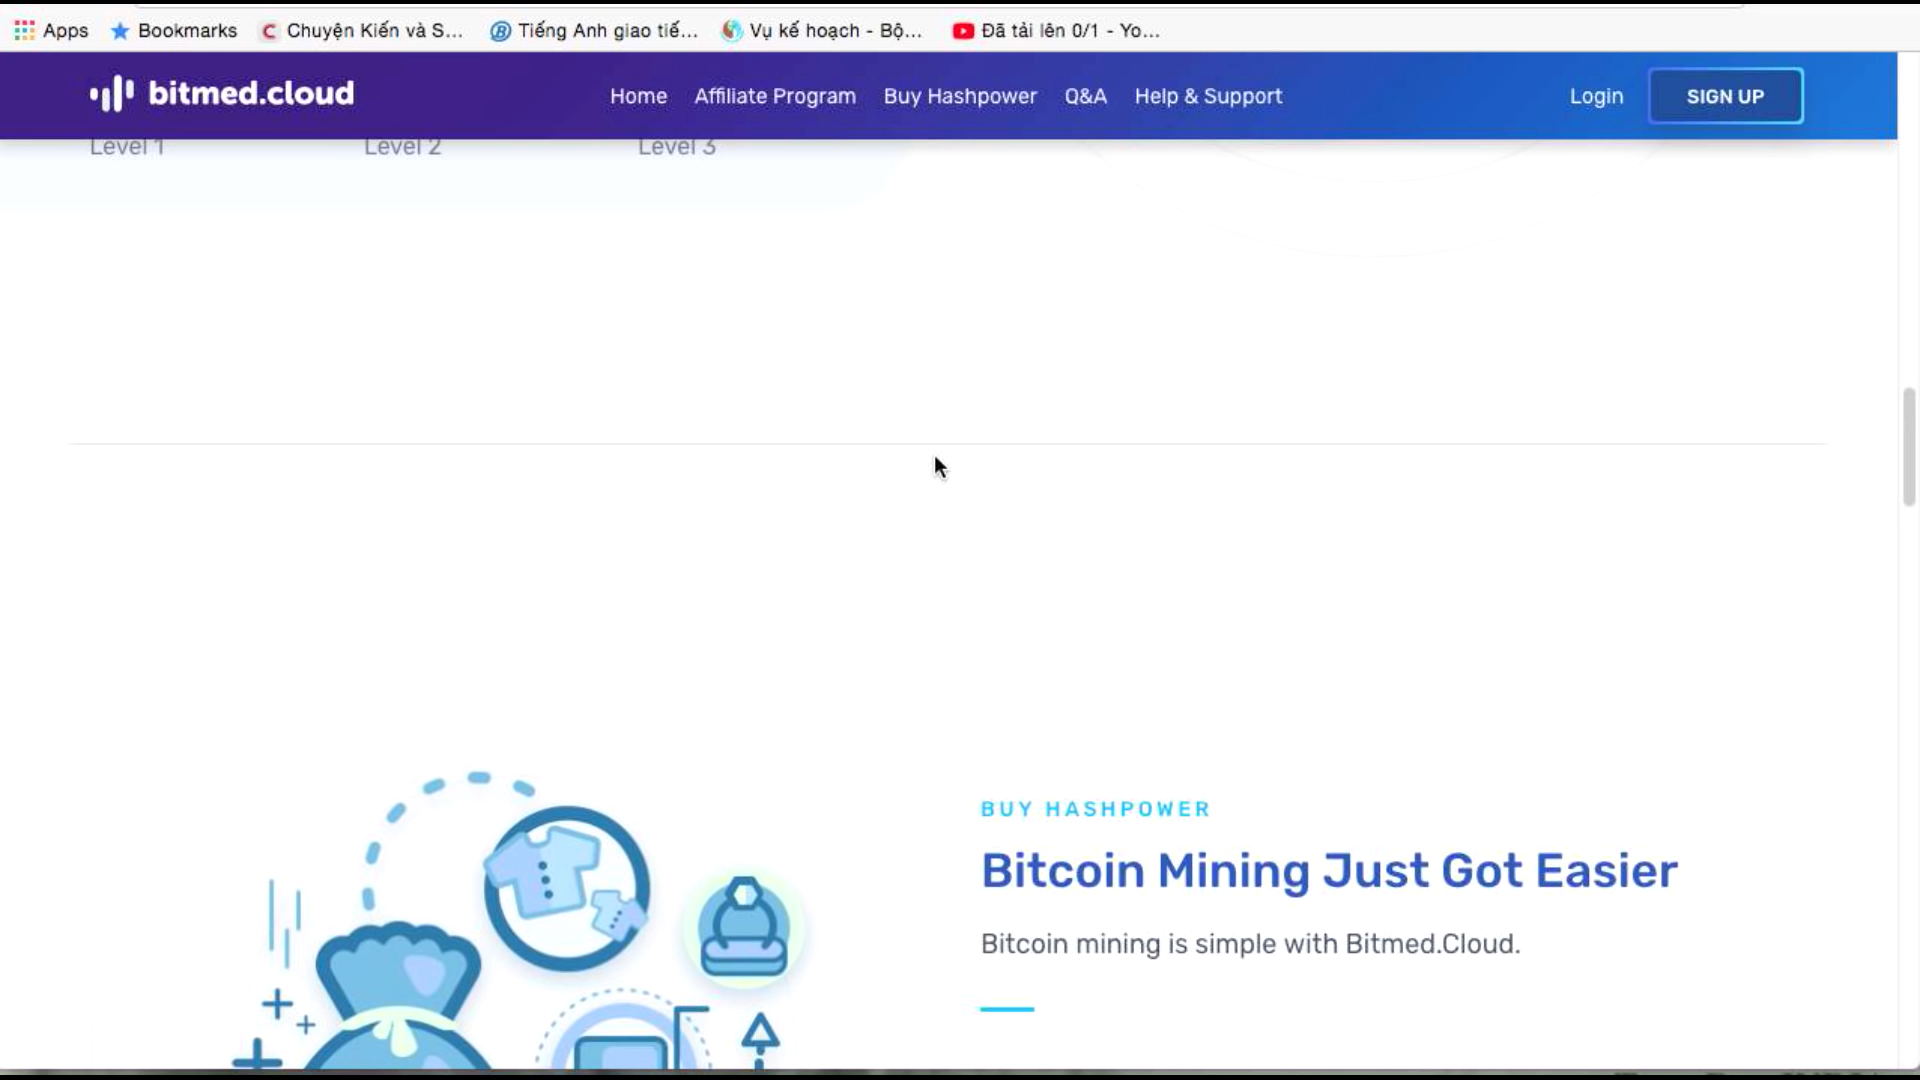 Apps Bookmarks Chuyện Kiến và S... Tiếng Anh giao tiế... Vụ kế hoạch - Bộ... Đã tải lên 0/1 - Yo...
bitmed.cloud Home Affiliate Program Buy Hashpower Q&A Help & Support Login SIGN UP
Level 1 Level 2 Level 3
BUY HASHPOWER
Bitcoin Mining Just Got Easier
Bitcoin mining is simple with Bitmed.Cloud.